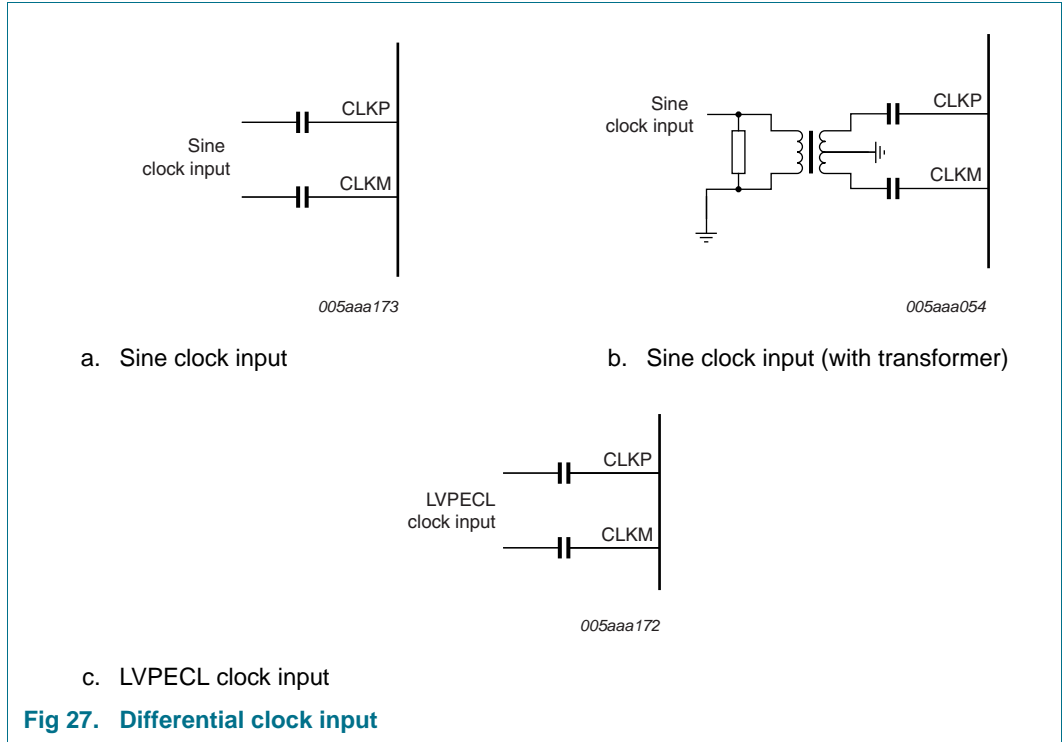 Sine
clock input
CLKP
CLKM
005aaa173
a. Sine clock input
Sine
clock input
CLKP
CLKM
005aaa054
b. Sine clock input (with transformer)
LVPECL
clock input
CLKP
CLKM
005aaa172
c. LVPECL clock input
Fig 27. Differential clock input